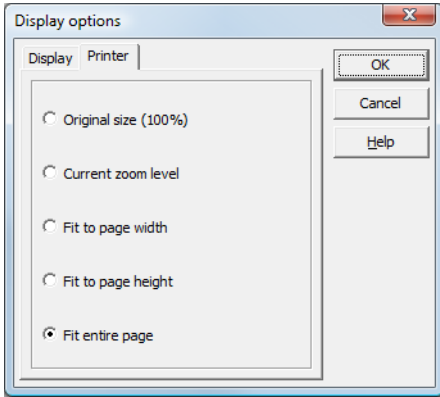 Display options
Display Printer
OK
Cancel
Help
Original size (100%)
Current zoom level
Fit to page width
Fit to page height
Fit entire page